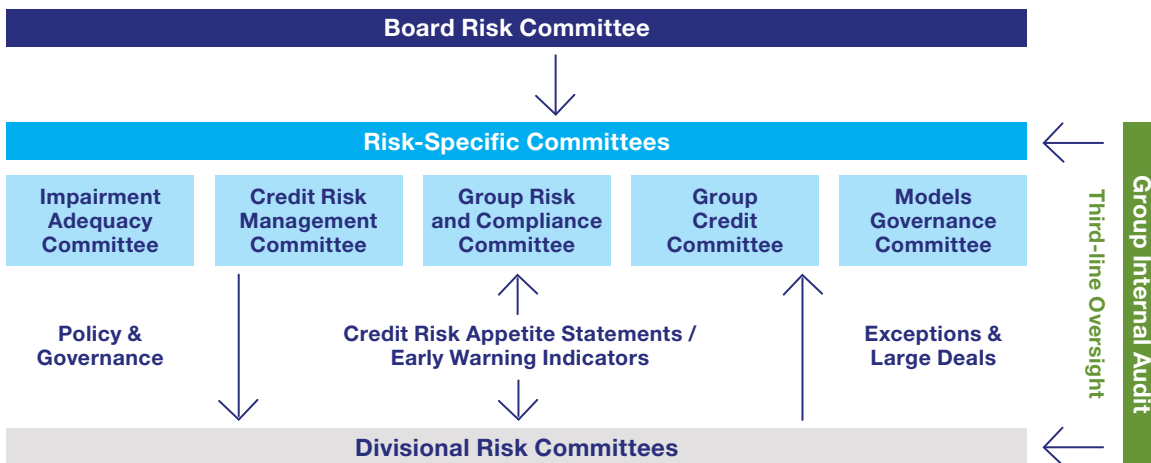 Board Risk Committee
Risk-Specific Committees
Impairment
Adequacy
Committee
Credit Risk
Management
Committee
Group Risk
and Compliance
Committee
Group
Credit
Committee
Models
Governance
Committee
Policy &
Governance
Credit Risk Appetite Statements /
Early Warning Indicators
Exceptions &
Large Deals
Divisional Risk Committees
Third-line Oversight
Group Internal Audit